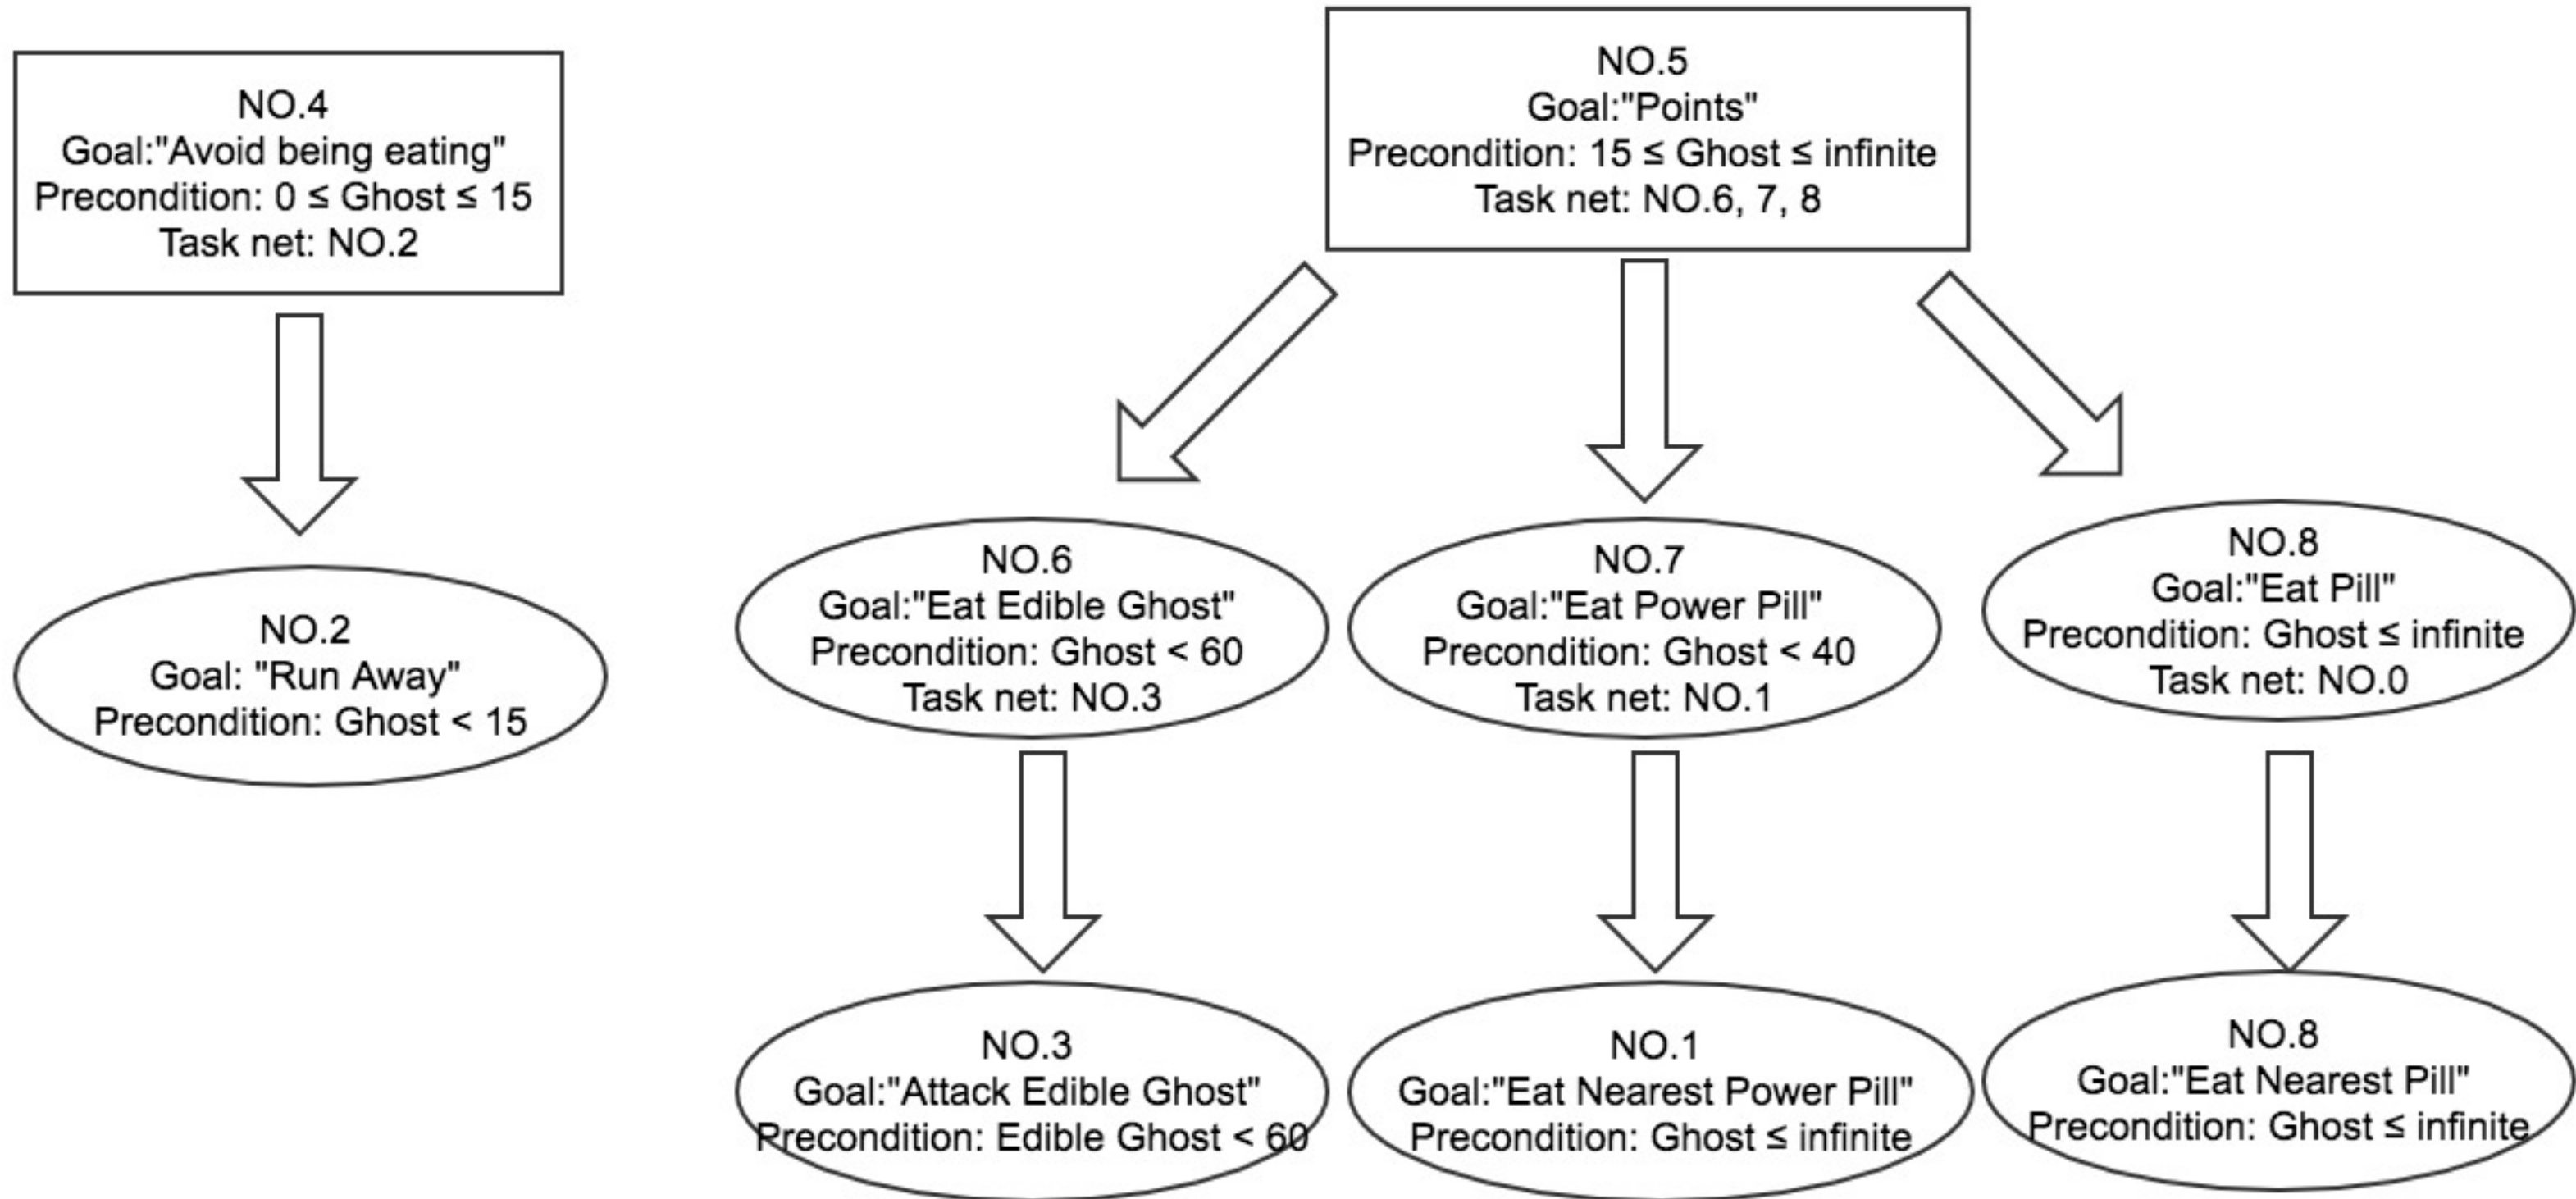 NO.4
Goal:"Avoid being eating"
Precondition: 0 ≤ Ghost ≤ 15
Task net: NO.2
NO.5
Goal:"Points"
Precondition: 15 ≤ Ghost ≤ infinite
Task net: NO.6, 7, 8
NO.2
Goal: "Run Away"
Precondition: Ghost < 15
NO.6
Goal:"Eat Edible Ghost"
Precondition: Ghost < 60
Task net: NO.3
NO.7
Goal:"Eat Power Pill"
Precondition: Ghost < 40
Task net: NO.1
NO.8
Goal:"Eat Pill"
Precondition: Ghost ≤ infinite
Task net: NO.0
NO.3
Goal:"Attack Edible Ghost"
Precondition: Edible Ghost < 60
NO.1
Goal:"Eat Nearest Power Pill"
Precondition: Ghost ≤ infinite
NO.8
Goal:"Eat Nearest Pill"
Precondition: Ghost ≤ infinite